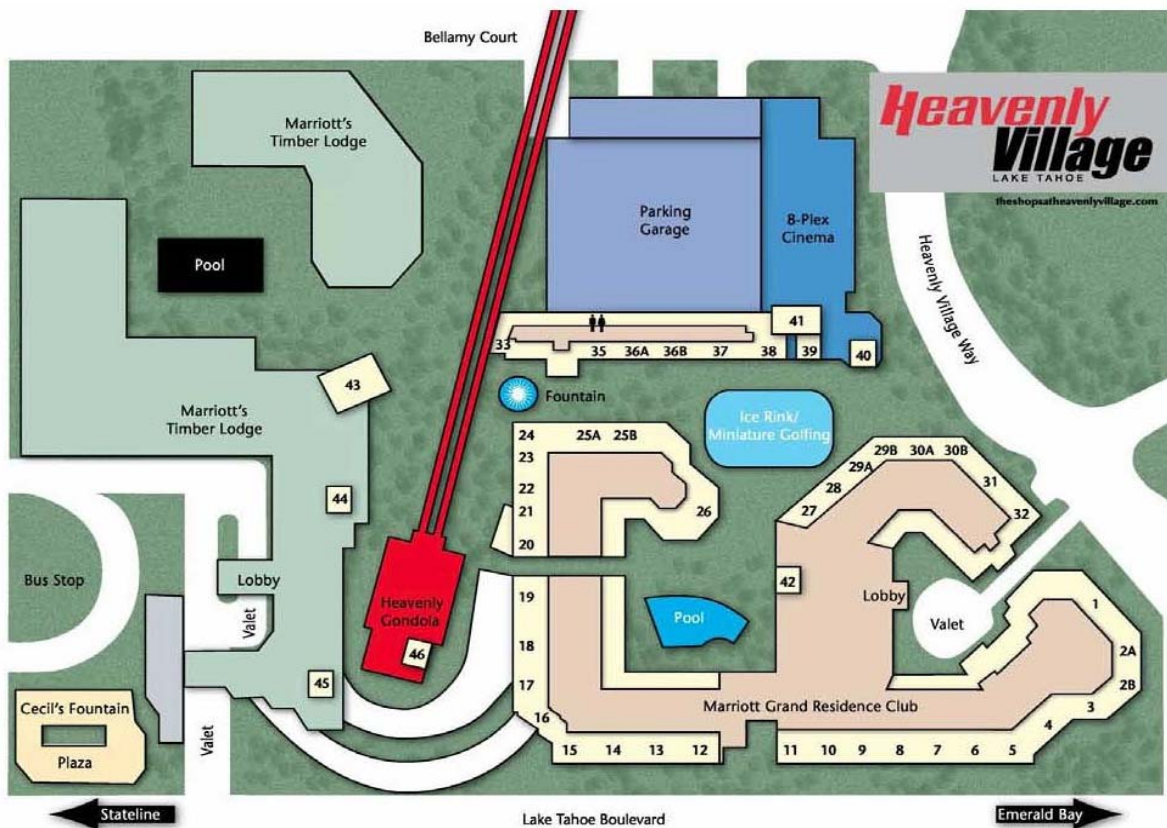 Bellamy Court
Heavenly
Village
LAKE TAHOE
theshopsatheavenlyvillage.com
Marriott's
Timber Lodge
Parking
Garage
8-Plex
Cinema
Pool
Heavenly Village Way
41
33
35
36A
36B
37
38
39
40
43
Fountain
Marriott's
Timber Lodge
Ice Rink/
Miniature Golfing
24
25A
25B
23
22
21
20
26
29B
30A
30B
29A
28
27
31
32
44
Bus Stop
Lobby
Valet
Heavenly
Gondola
46
45
19
18
17
16
Pool
42
Lobby
Valet
1
2A
2B
3
4
Marriott Grand Residence Club
Cecil's Fountain
Plaza
Valet
15
14
13
12
11
10
9
8
7
6
5
Stateline
Lake Tahoe Boulevard
Emerald Bay